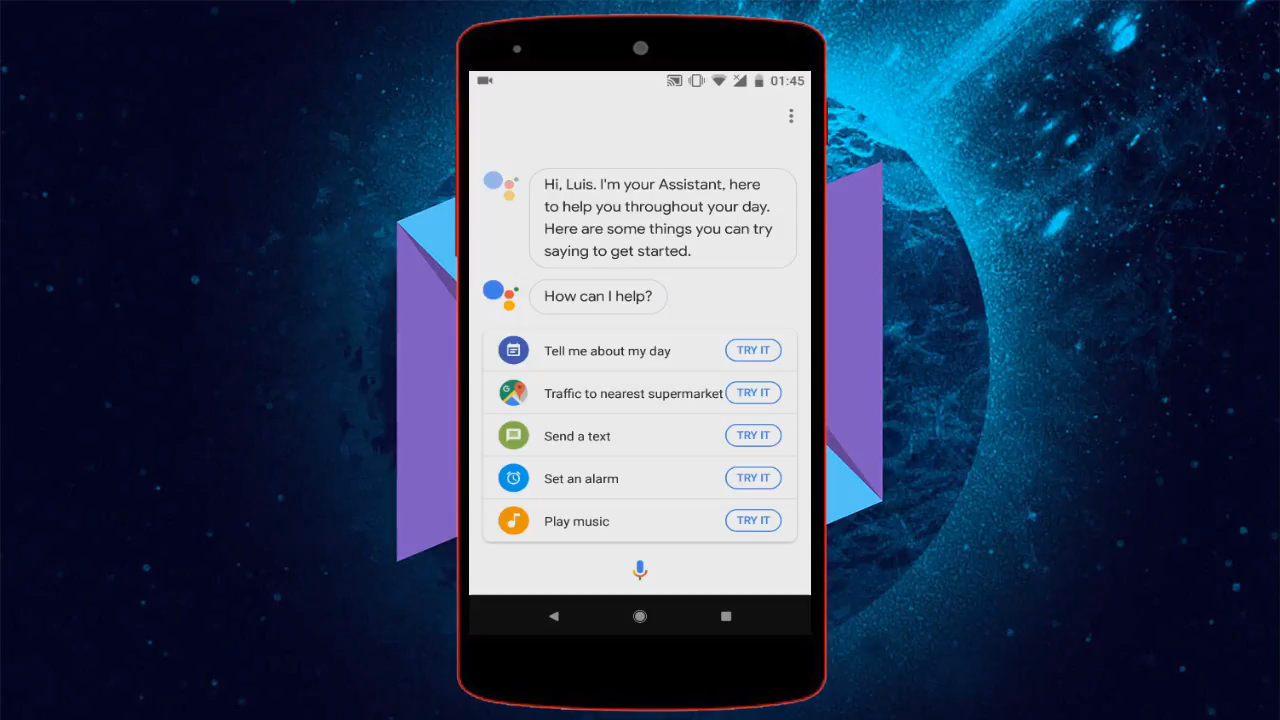 01:45
Hi, Luis. I'm your Assistant, here
to help you throughout your day.
Here are some things you can try
saying to get started.
How can I help?
Tell me about my day TRY IT
Traffic to nearest supermarket TRY IT
Send a text TRY IT
Set an alarm TRY IT
Play music TRY IT